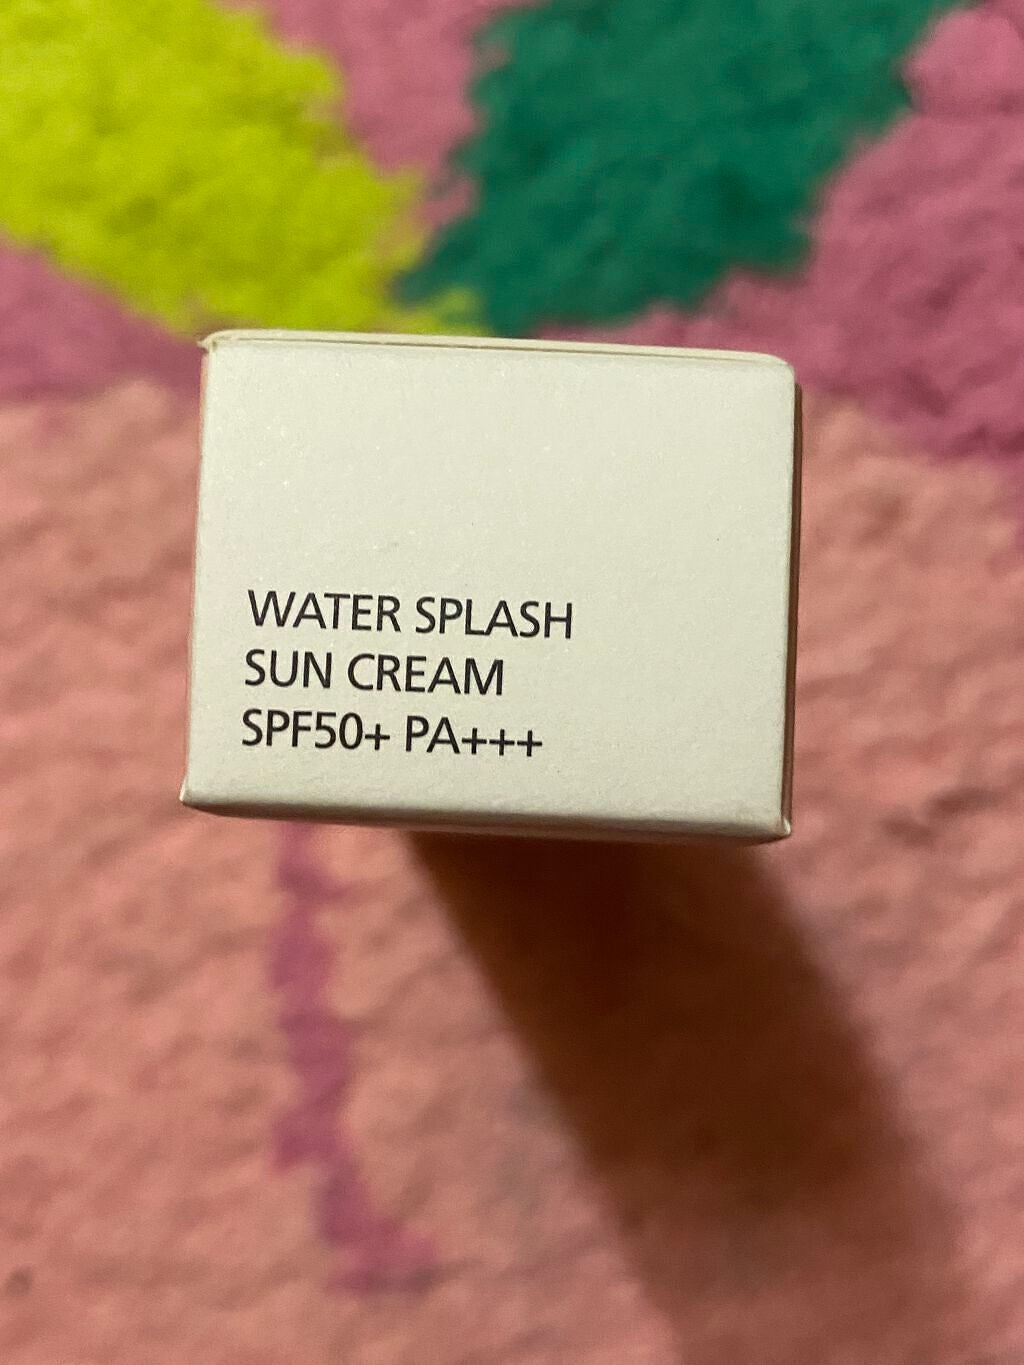 WATER SPLASH
SUN CREAM
SPF50+ PA+++